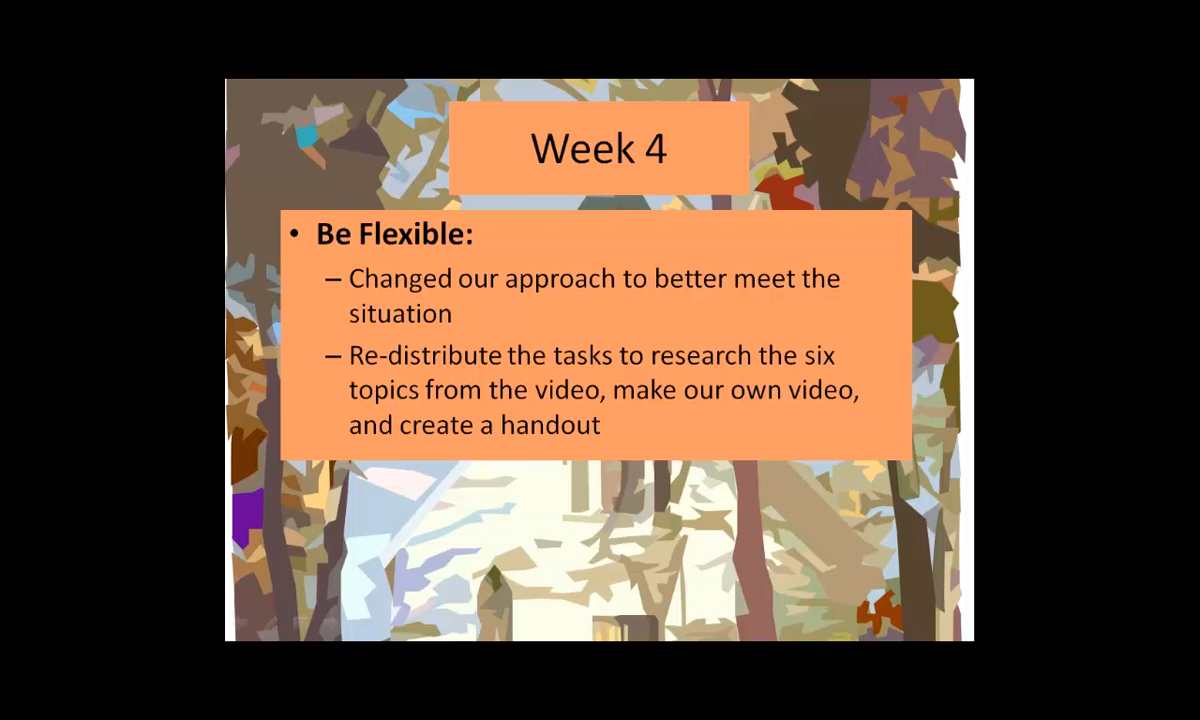 Week 4
• Be Flexible:
– Changed our approach to better meet the
situation
– Re-distribute the tasks to research the six
topics from the video, make our own video,
and create a handout